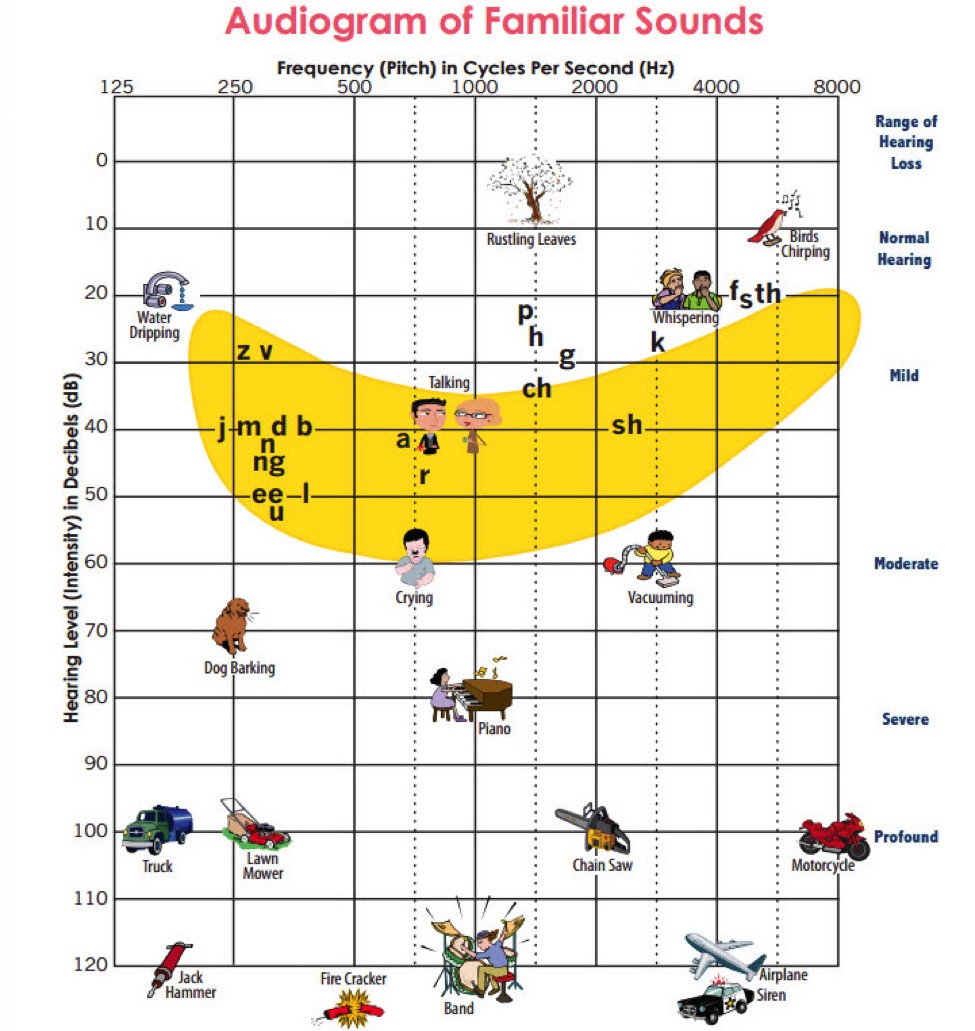 Audiogram of Familiar Sounds
Frequency (Pitch) in Cycles Per Second (Hz)
125 250 500 1000 2000 4000 8000
Range of
Hearing
Loss
0
10
Rustling Leaves
Birds
Chirping
Normal
Hearing
20
Water
Dripping
Whispering
f s th
p
h
g
k
z v
30
Mild
Talking
ch
j m d b
n
ng
40
a
sh
r
50
ee l
u
60
Crying
Vacuuming
Moderate
70
Dog Barking
80
Piano
Severe
90
100
Truck
Lawn
Mower
Chain Saw
Motorcycle
Profound
110
120
Jack
Hammer
Fire Cracker
Band
Airplane
Siren
Hearing Level (Intensity) in Decibels (dB)